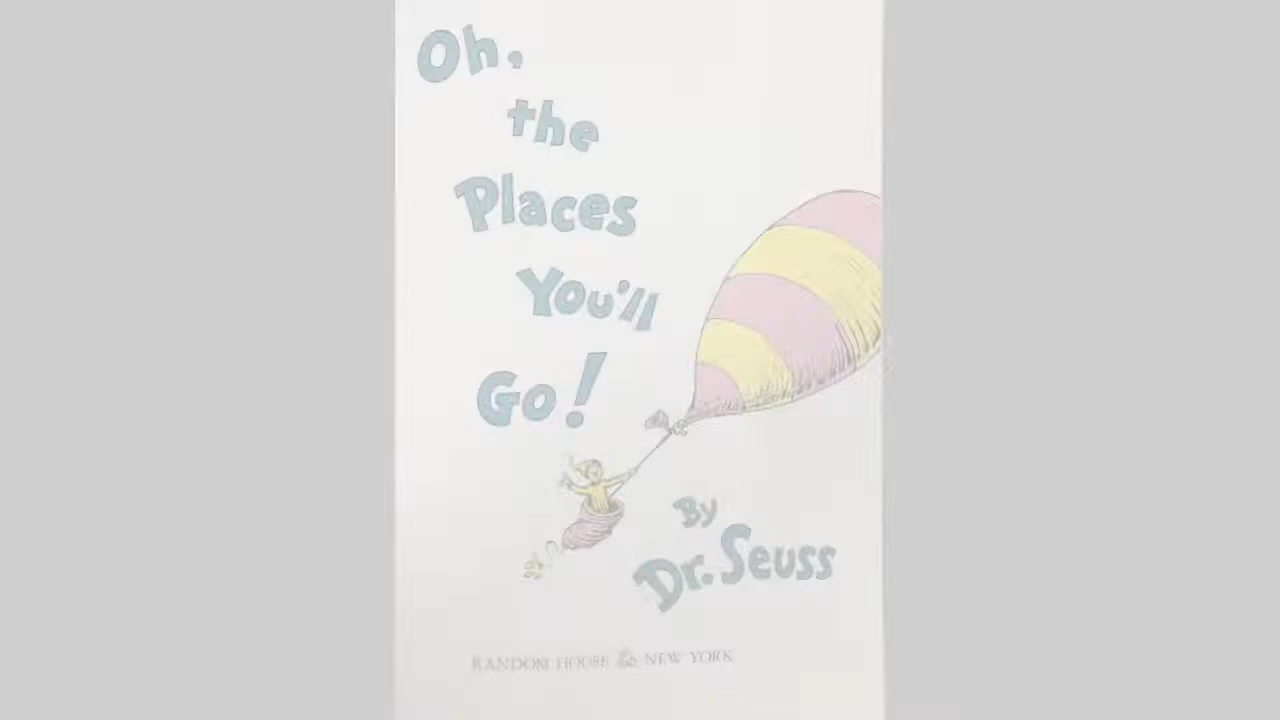 Oh,
the
Places
You'll
Go!
By
Dr. Seuss
RANDOM HOUSE NEW YORK